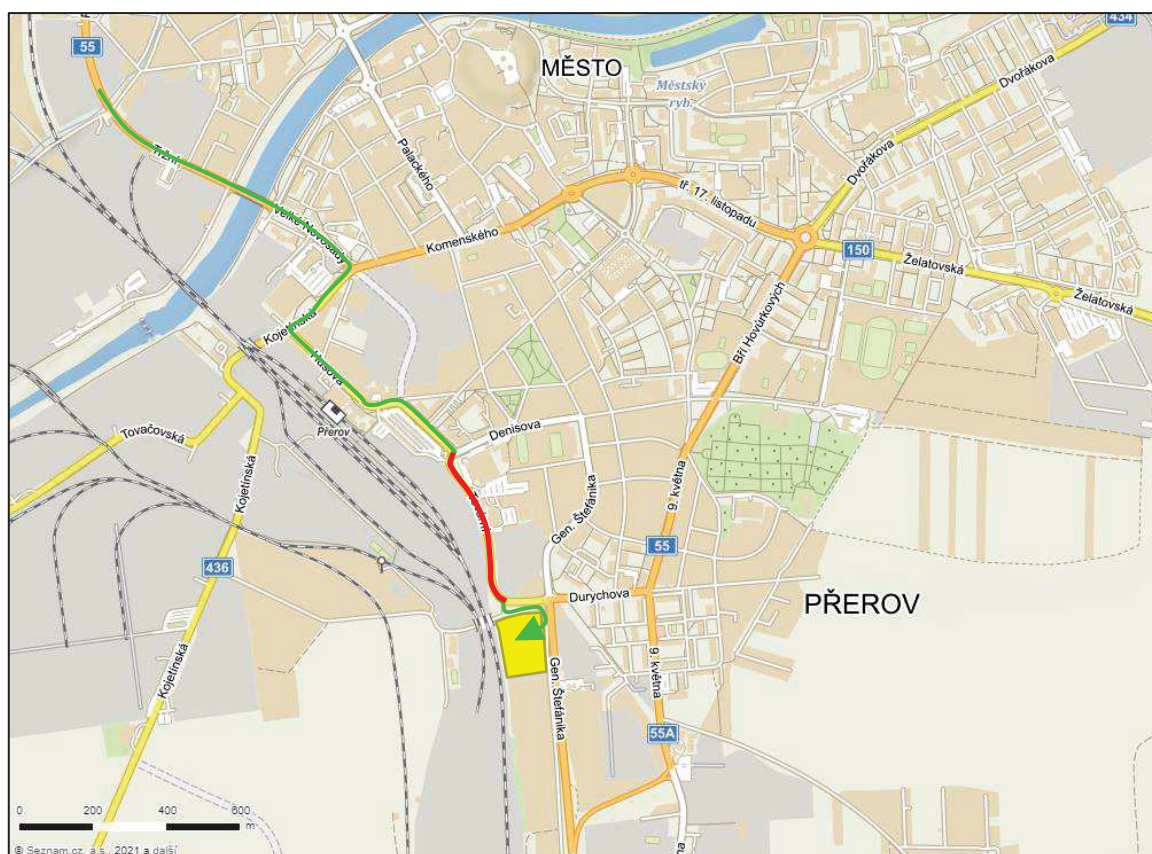 434
55
MĚSTO
Městský
ryb.
Dvořákova
Dvořákova
Palackého
Tržní
tř. 17. listopadu
Velké Novosady
Komenského
150
Želatovská
Želatovská
Kojetínská
Bří Hovůrkových
Husova
Přerov
Denisova
Tovačovská
Kojetínská
9. května
Gen. Štefánika
55
436
Durychova
PŘEROV
9. května
Gen. Štefánika
Kojetínská
55A
0 200 400 600
m
© Seznam.cz, a.s., 2021 a další